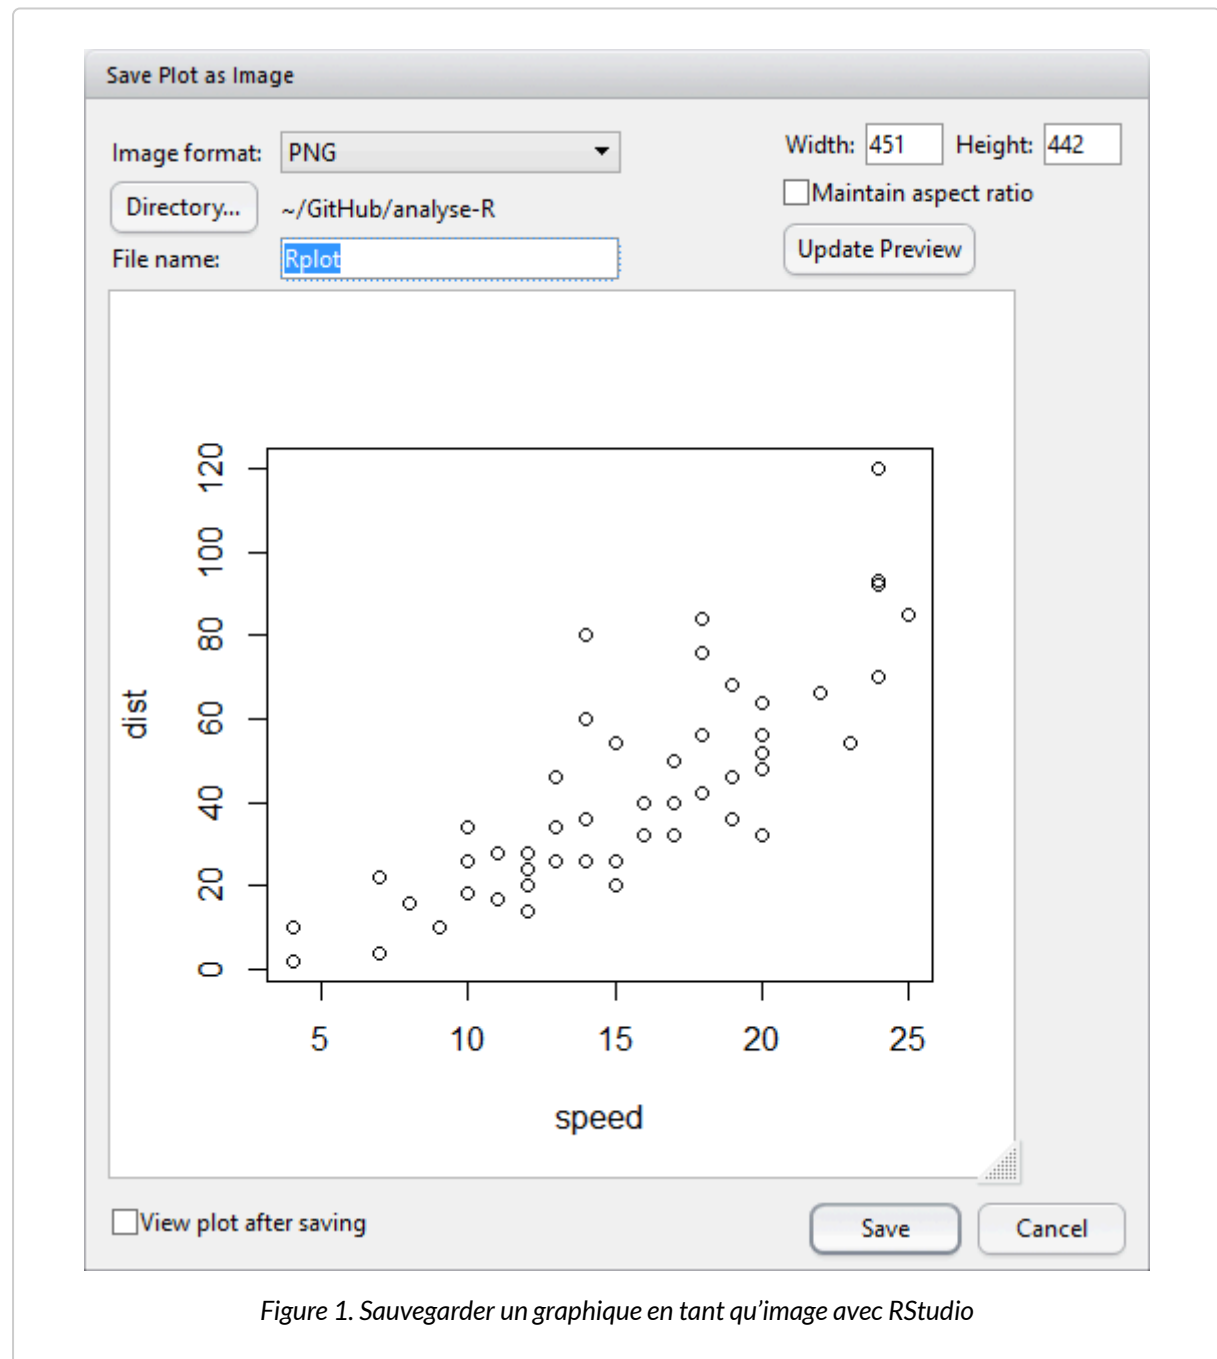 Save Plot as Image
Image format: PNG
Width: 451 Height: 442
Directory... ~/GitHub/analyse-R
Maintain aspect ratio
File name: Rplot
Update Preview
120
100
80
60
40
20
0
dist
5 10 15 20 25
speed
View plot after saving
Save Cancel
Figure 1. Sauvegarder un graphique en tant qu’image avec RStudio